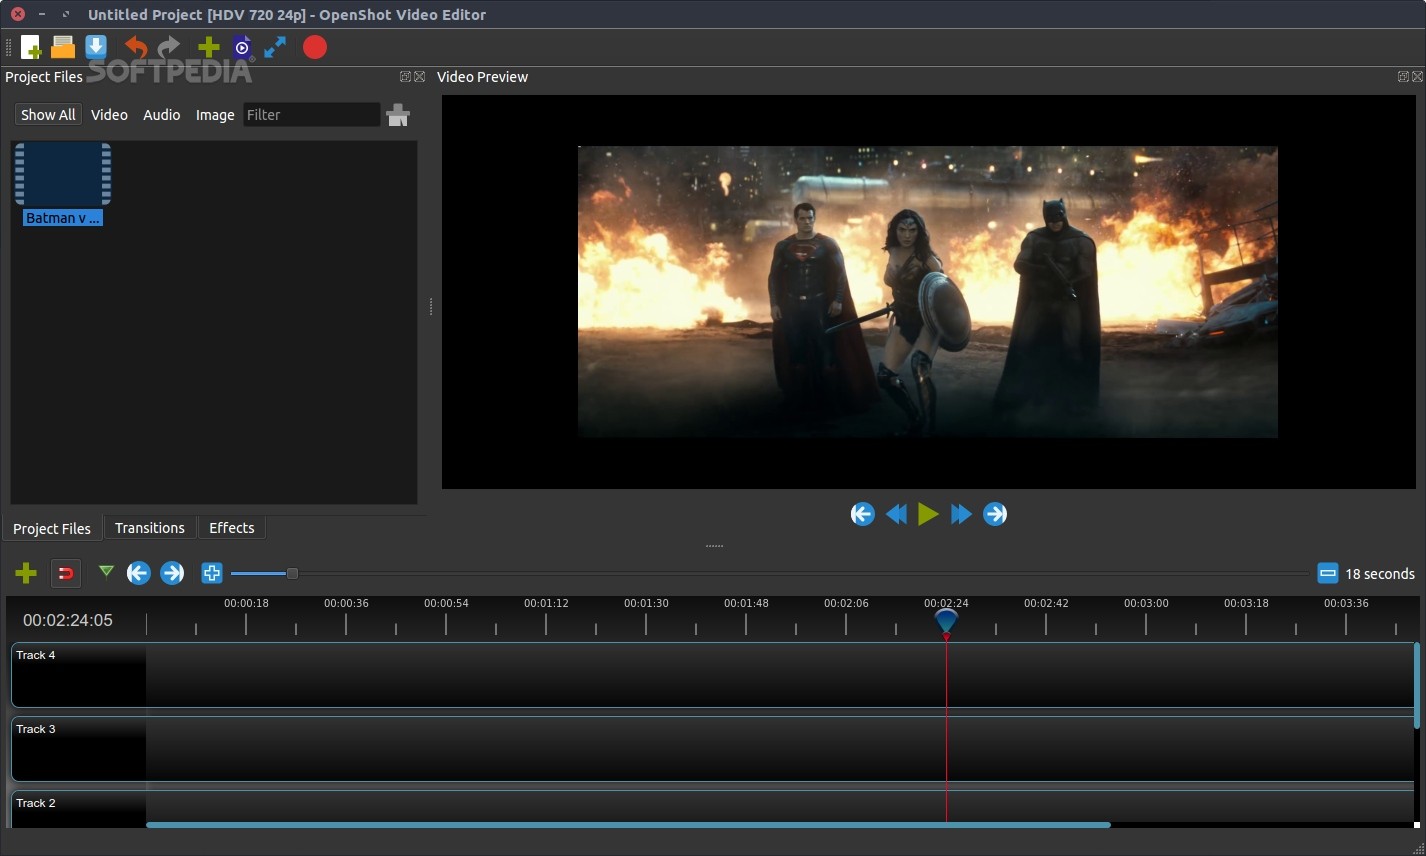 Untitled Project [HDV 720 24p] - OpenShot Video Editor
SOFTPEDIA®
Project Files
Video Preview
Show All Video Audio Image Filter
Batman v ...
Project Files Transitions Effects
18 seconds
00:02:24:05
00:00:18 00:00:36 00:00:54 00:01:12 00:01:30 00:01:48 00:02:06 00:02:24 00:02:42 00:03:00 00:03:18 00:03:36
Track 4
Track 3
Track 2